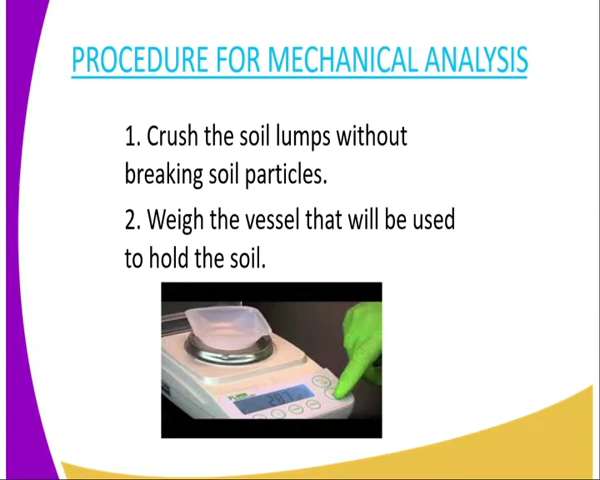 PROCEDURE FOR MECHANICAL ANALYSIS
1. Crush the soil lumps without
breaking soil particles.
2. Weigh the vessel that will be used
to hold the soil.